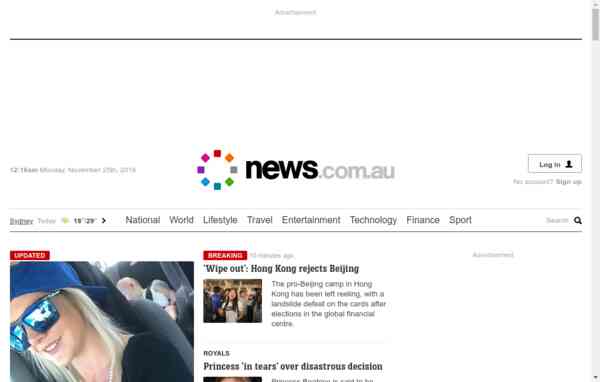 Advertisement
12:16am Monday, November 25th, 2019
news.com.au
Log in
No account? Sign up
Sydney Today 18° 29°
National World Lifestyle Travel Entertainment Technology Finance Sport
Search
UPDATED
BREAKING 10 minutes ago
Advertisement
'Wipe out': Hong Kong rejects Beijing
The pro-Beijing camp in Hong
Kong has been left reeling, with a
landslide defeat on the cards after
elections in the global financial
centre.
ROYALS
Princess 'in tears' over disastrous decision
Princess Beatrice is said to be